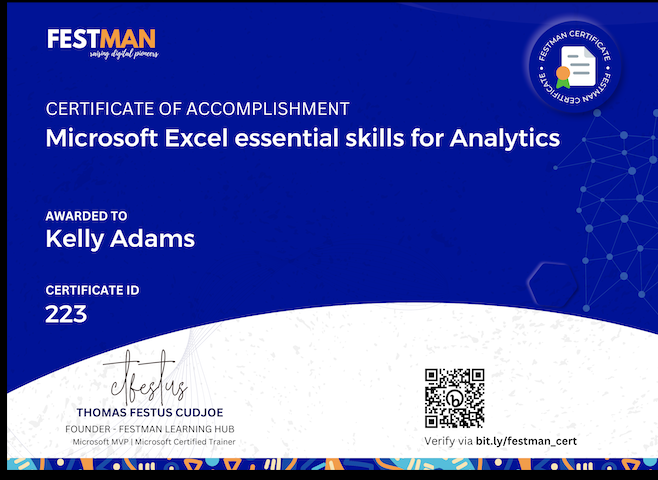 FESTMAN
raising digital pioneers
FESTMAN CERTIFICATE • FESTMAN CERTIFICATE •
CERTIFICATE OF ACCOMPLISHMENT
Microsoft Excel essential skills for Analytics
AWARDED TO
Kelly Adams
CERTIFICATE ID
223
ctfestus
THOMAS FESTUS CUDJOE
FOUNDER - FESTMAN LEARNING HUB
Microsoft MVP | Microsoft Certified Trainer
Verify via bit.ly/festman_cert